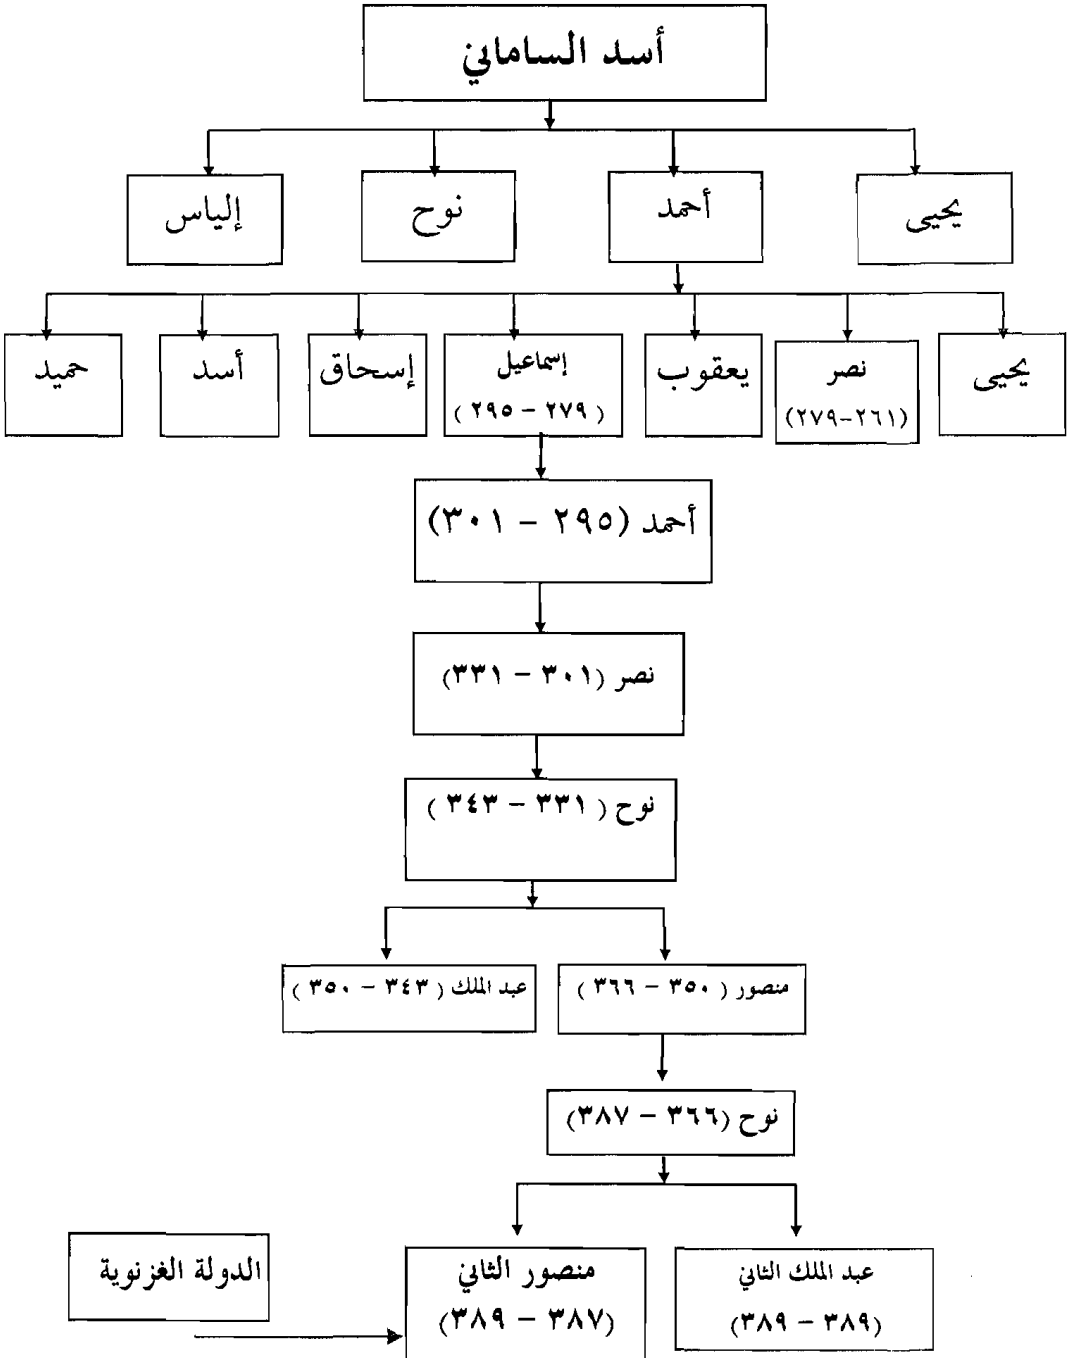 أسد الساماني
يحيى
أحمد
نوح
إلياس
يحيى
نصر
(٢٦١-٢٧٩)
يعقوب
إسماعيل
(٢٧٩ - ٢٩٥)
إسحاق
أسد
حميد
أحمد (٢٩٥ - ٣٠١)
نصر (٣٠١ - ٣٣١)
نوح (٣٣١ - ٣٤٣)
منصور (٣٥٠ - ٣٦٦)
عبد الملك (٣٤٣ - ٣٥٠)
نوح (٣٦٦ - ٣٨٧)
عبد الملك الثاني
(٣٨٩ - ٣٨٩)
منصور الثاني
(٣٨٧ - ٣٨٩)
الدولة الغزنوية